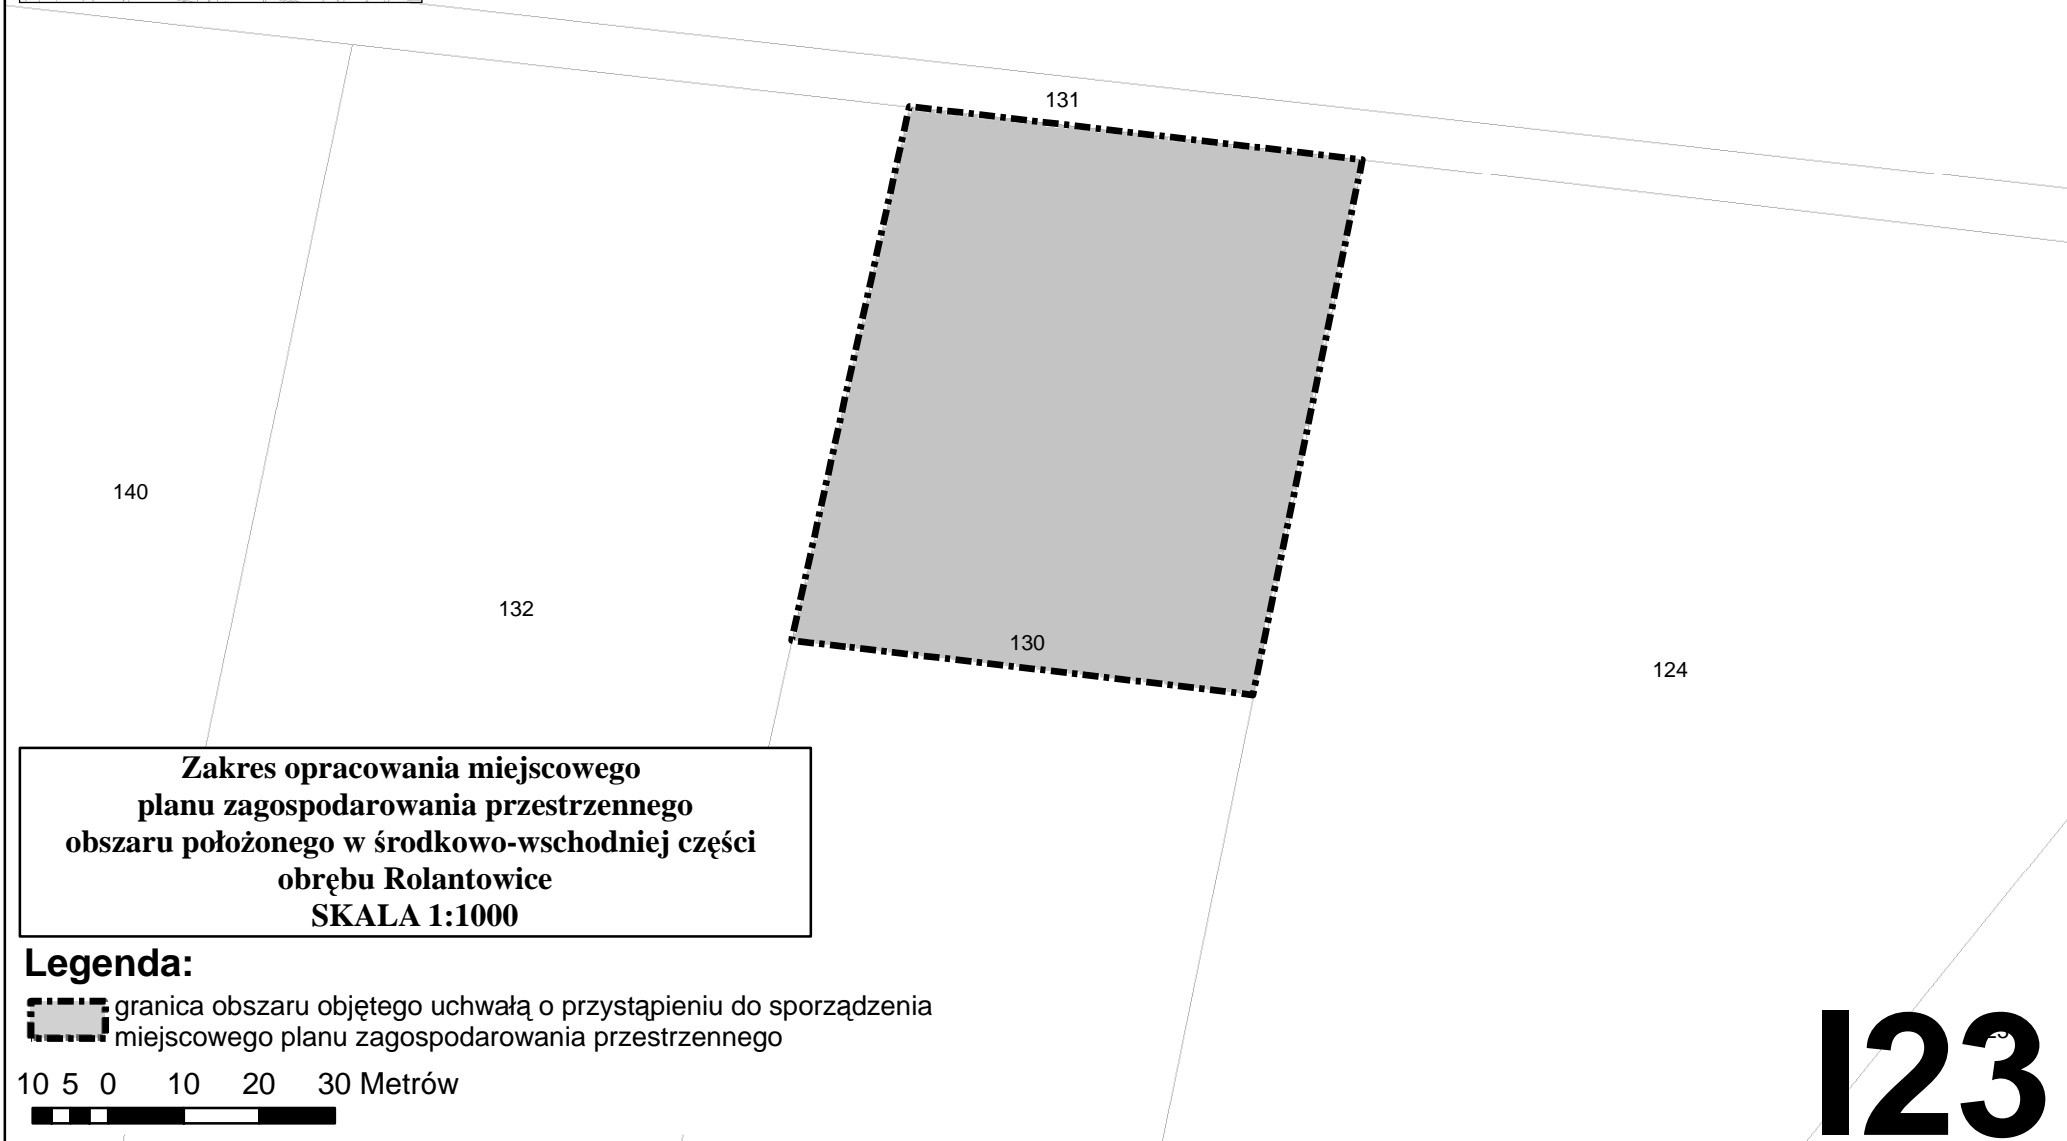 131
140
132
130
124
Zakres opracowania miejscowego
planu zagospodarowania przestrzennego
obszaru położonego w środkowo-wschodniej części
obrębu Rolantowice
SKALA 1:1000
Legenda:
granica obszaru objętego uchwałą o przystąpieniu do sporządzenia
miejscowego planu zagospodarowania przestrzennego
10 5 0 10 20 30 Metrów
I23